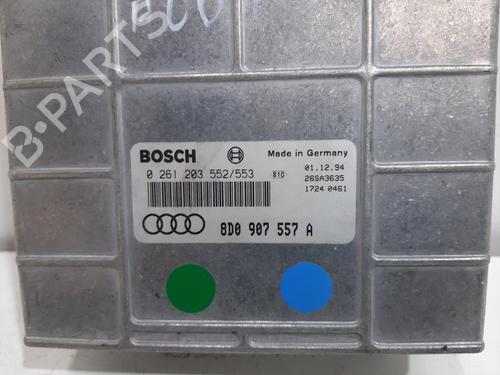 ECU
B-PARTS
BOSCH Made in Germany
0 261 203 552/553 B10 01.12.94
26SA3635
1724 0461
8D0 907 557 A